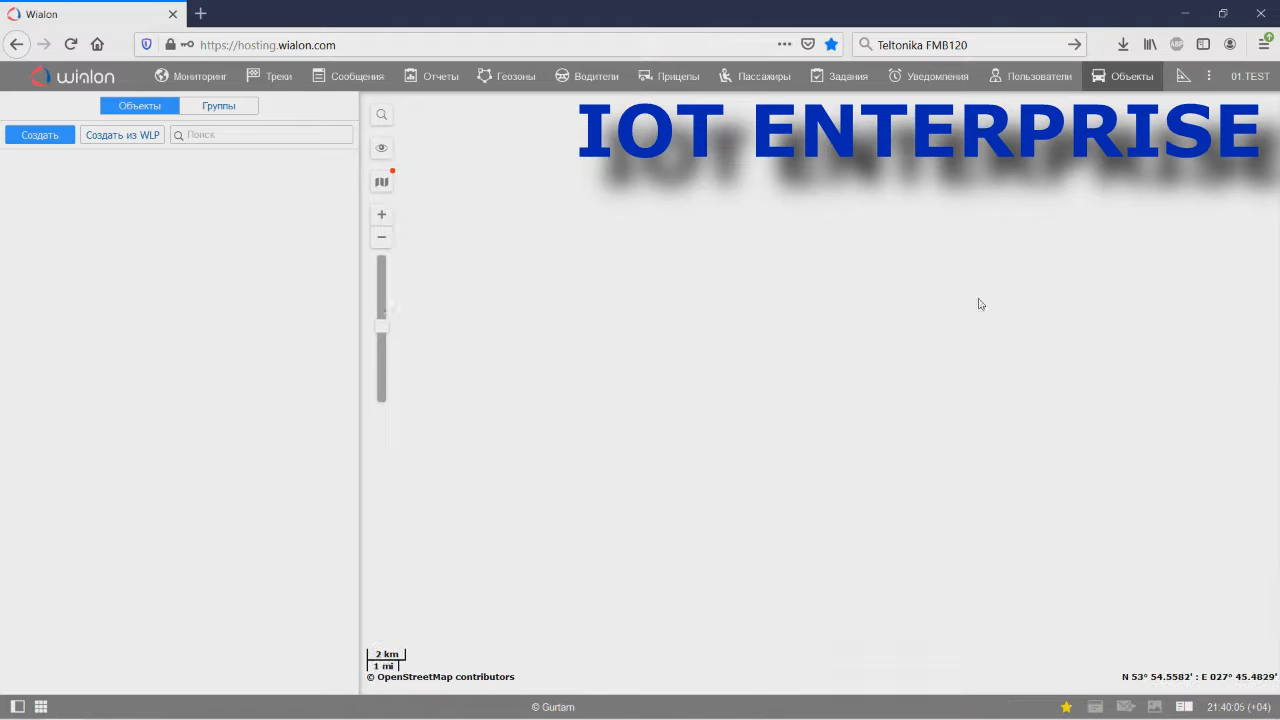 Wialon
https://hosting.wialon.com
Teltonika FMB120
wialon Мониторинг Треки Сообщения Отчеты Геозоны Водители Прицепы Пассажиры Задания Уведомления Пользователи Объекты 01.TEST
Объекты Группы
Создать Создать из WLP Поиск
IOT ENTERPRISE
2 km
1 mi
© OpenStreetMap contributors
N 53° 54.5582' : E 027° 45.4829'
© Gurtam
21:40:05 (+04)